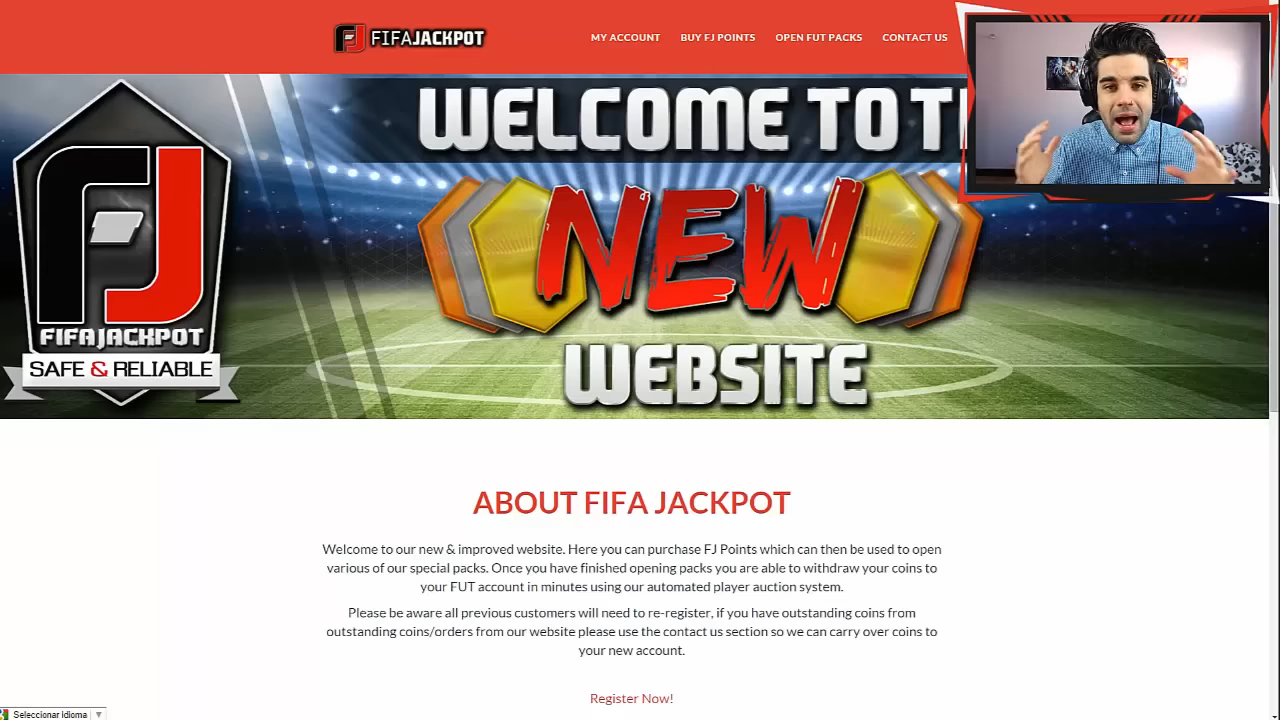 FJ FIFAJACKPOT
MY ACCOUNT BUY FJ POINTS OPEN FUT PACKS CONTACT US
WELCOME TO T
NEW
WEBSITE
FJ
FIFAJACKPOT
SAFE & RELIABLE
ABOUT FIFA JACKPOT
Welcome to our new & improved website. Here you can purchase FJ Points which can then be used to open
various of our special packs. Once you have finished opening packs you are able to withdraw your coins to
your FUT account in minutes using our automated player auction system.
Please be aware all previous customers will need to re-register, if you have outstanding coins from
outstanding coins/orders from our website please use the contact us section so we can carry over coins to
your new account.
Register Now!
Seleccionar idioma ▼